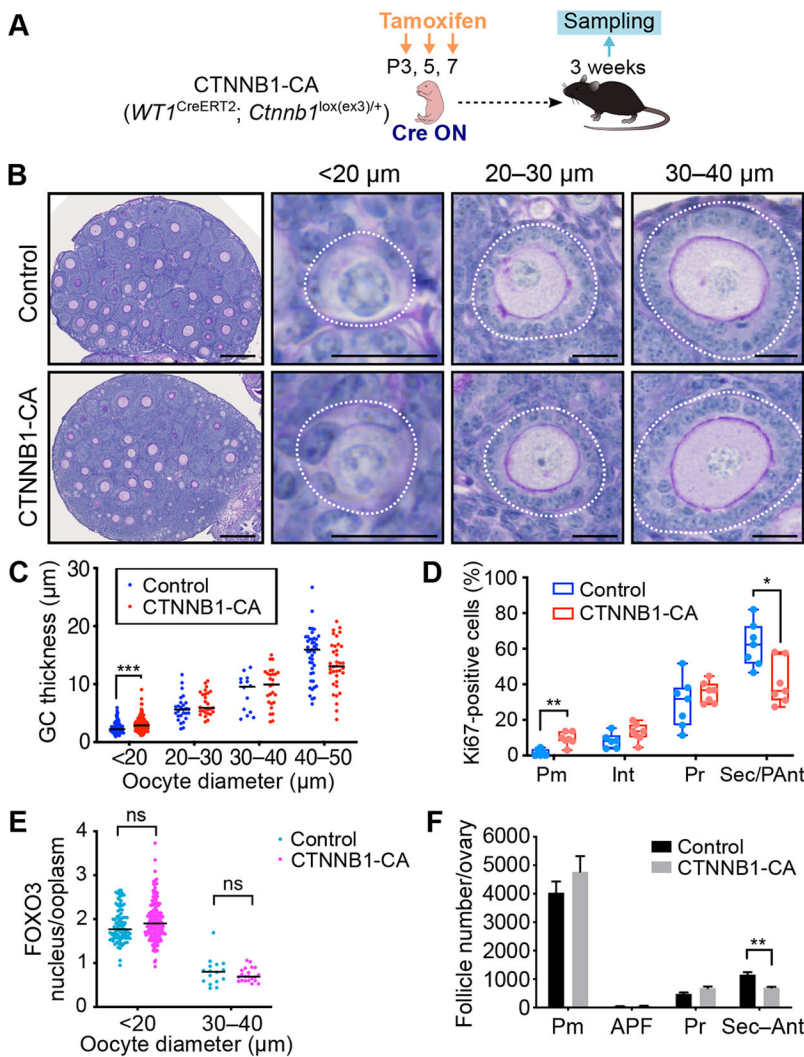 A
Tamoxifen
Sampling
P3, 5, 7
3 weeks
CTNNB1-CA
(WT1CreERT2; Ctnnb1lox(ex3)/+)
Cre ON
B
<20 µm
20–30 µm
30–40 µm
Control
CTNNB1-CA
C
GC thickness (µm)
30
20
10
0
Control
CTNNB1-CA
***
<20
20–30
30–40
40–50
Oocyte diameter (µm)
D
Ki67-positive cells (%)
100
80
60
40
20
0
Control
CTNNB1-CA
**
*
Pm
Int
Pr
Sec/PAnt
E
FOXO3
nucleus/ooplasm
4
3
2
1
0
ns
ns
Control
CTNNB1-CA
<20
30–40
Oocyte diameter (µm)
F
Follicle number/ovary
6000
5000
4000
3000
2000
1000
0
Control
CTNNB1-CA
**
Pm
APF
Pr
Sec–Ant